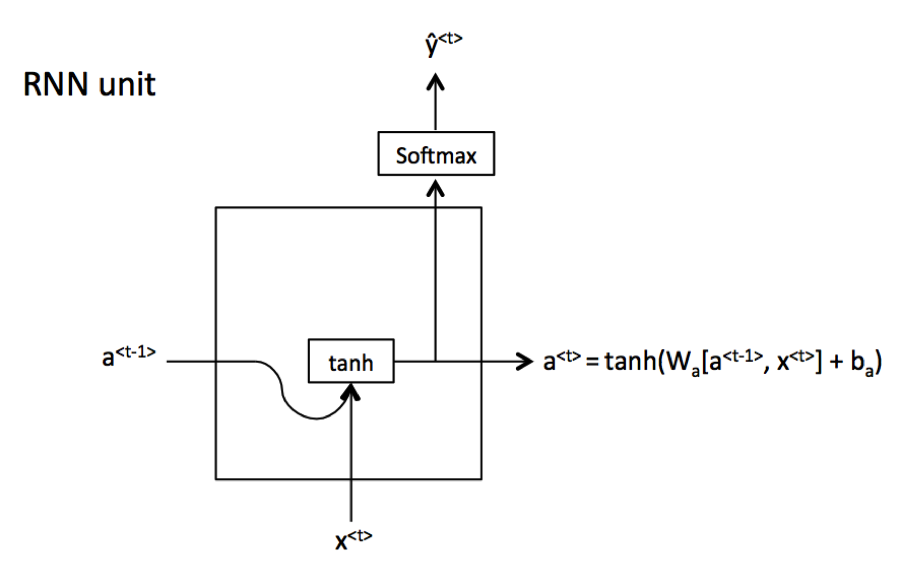 ŷ<t>
RNN unit
Softmax
a<t-1>
tanh
a<t> = tanh(Wₐ[a<t-1>, x<t>] + bₐ)
x<t>